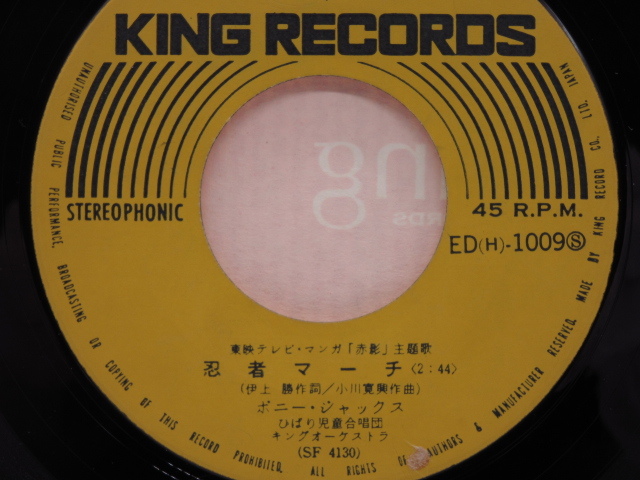 KING RECORDS
STEREOPHONIC
45 R.P.M.
ED(H)-1009Ⓢ
東映テレビ・マンガ「赤影」主題歌
忍者マーチ〈2:44〉
(伊上 勝作詞/小川寛興作曲)
ボニー・ジャックス
ひばり児童合唱団
キングオーケストラ
(SF 4130)
UNAUTHORISED PUBLIC PERFORMANCE, BROADCASTING OR COPYING OF THIS RECORD PROHIBITED. ALL RIGHTS OF AUTHORS & MANUFACTURER RESERVED. MADE BY KING RECORD CO., LTD. JAPAN